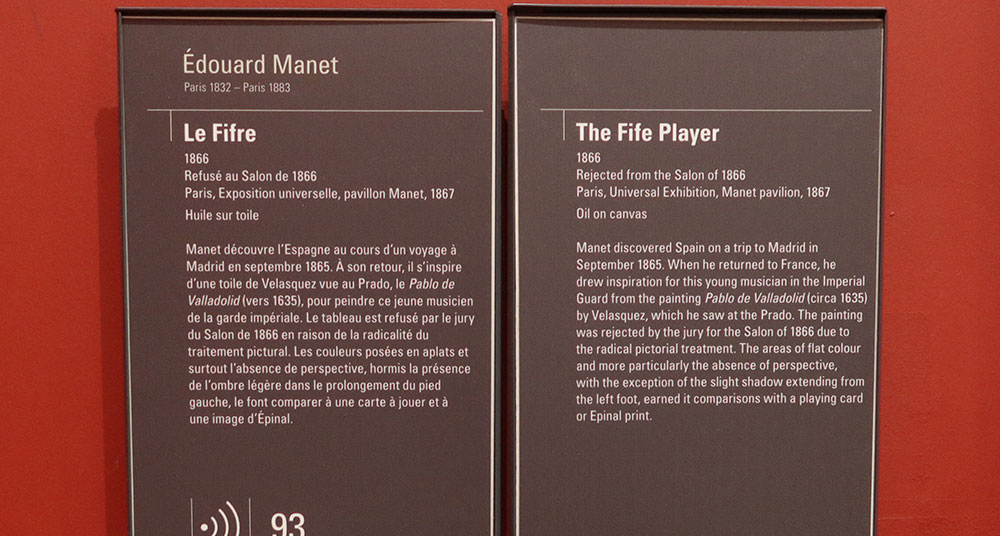 Édouard Manet
Paris 1832 – Paris 1883
Le Fifre
1866
Refusé au Salon de 1866
Paris, Exposition universelle, pavillon Manet, 1867
Huile sur toile
Manet découvre l’Espagne au cours d’un voyage à
Madrid en septembre 1865. À son retour, il s’inspire
d’une toile de Velasquez vue au Prado, le Pablo de
Valladolid (vers 1635), pour peindre ce jeune musicien
de la garde impériale. Le tableau est refusé par le jury
du Salon de 1866 en raison de la radicalité du
traitement pictural. Les couleurs posées en aplats et
surtout l’absence de perspective, hormis la présence
de l’ombre légère dans le prolongement du pied
gauche, le font comparer à une carte à jouer et à
une image d’Épinal.
93
The Fife Player
1866
Rejected from the Salon of 1866
Paris, Universal Exhibition, Manet pavilion, 1867
Oil on canvas
Manet discovered Spain on a trip to Madrid in
September 1865. When he returned to France, he
drew inspiration for this young musician in the Imperial
Guard from the painting Pablo de Valladolid (circa 1635)
by Velasquez, which he saw at the Prado. The painting
was rejected by the jury for the Salon of 1866 due to
the radical pictorial treatment. The areas of flat colour
and more particularly the absence of perspective,
with the exception of the slight shadow extending from
the left foot, earned it comparisons with a playing card
or Epinal print.